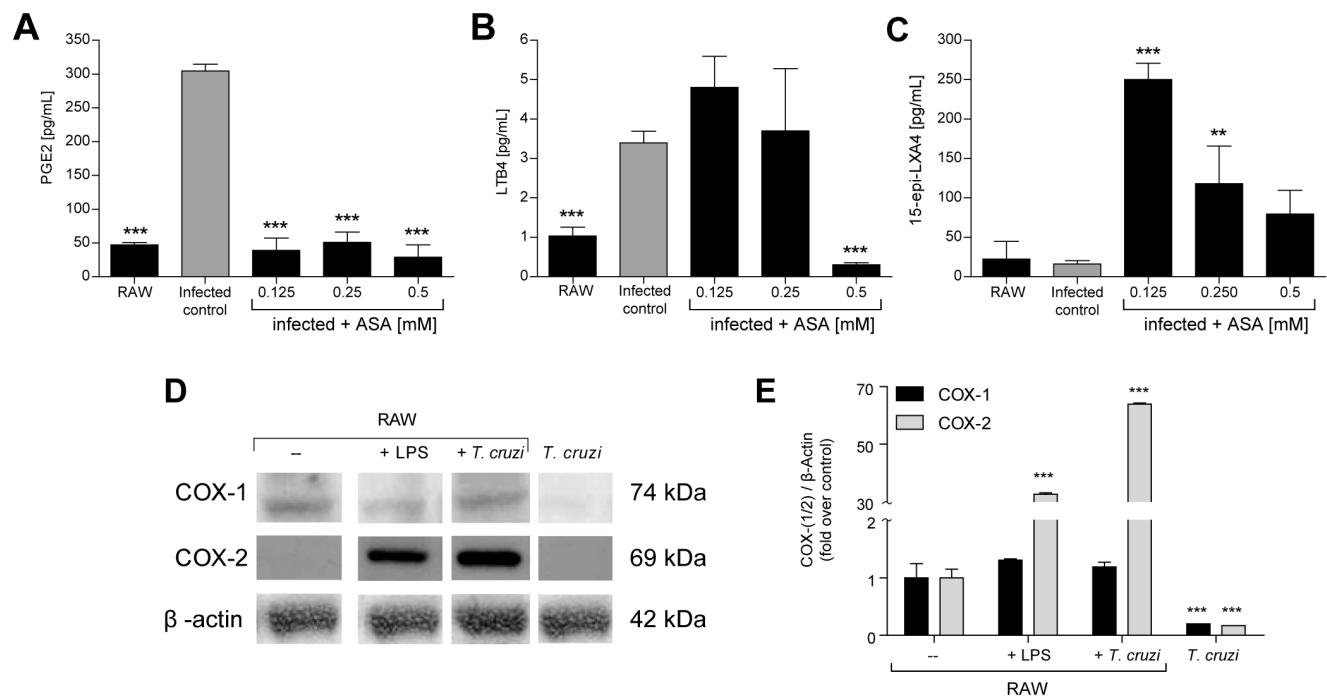 A
PGE2 [pg/mL]
350
300
250
200
150
100
50
0
***
***
***
***
RAW
Infected
control
0.125
0.25
0.5
infected + ASA [mM]
B
LTB4 [pg/mL]
6
5
4
3
2
1
0
***
***
RAW
Infected
control
0.125
0.25
0.5
infected + ASA [mM]
C
15-epi-LXA4 [pg/mL]
300
250
200
150
100
50
0
***
**
RAW
Infected
control
0.125
0.250
0.5
infected + ASA [mM]
D
RAW
-- + LPS + T. cruzi T. cruzi
COX-1 74 kDa
COX-2 69 kDa
β -actin 42 kDa
E
COX-(1/2) / β-Actin
(fold over control)
70
30
2
1
0
COX-1
COX-2
***
***
*** ***
-- + LPS + T. cruzi T. cruzi
RAW